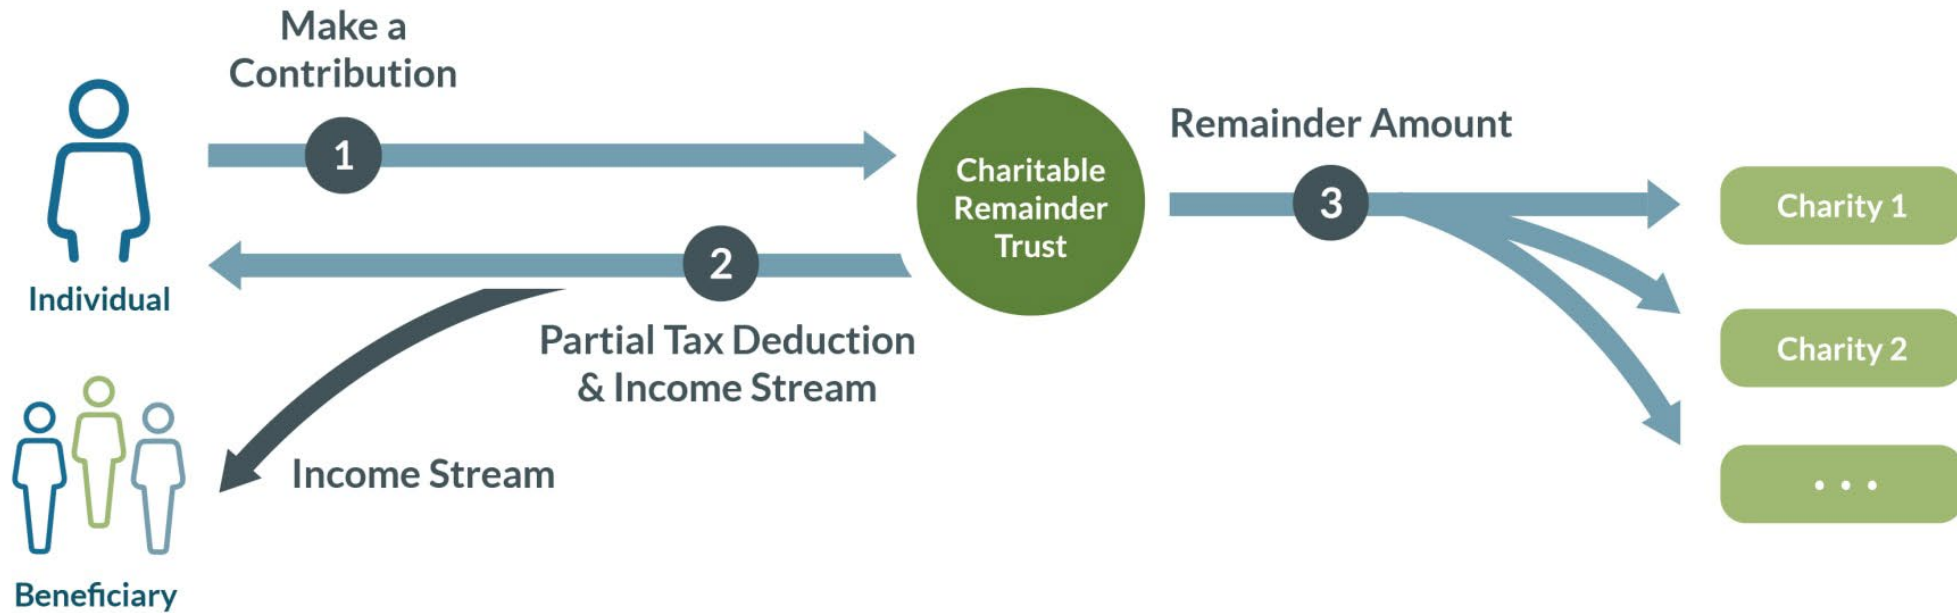 Make a
Contribution
1
Individual
2
Partial Tax Deduction
& Income Stream
Income Stream
Beneficiary
Charitable
Remainder
Trust
Remainder Amount
3
Charity 1
Charity 2
• • •